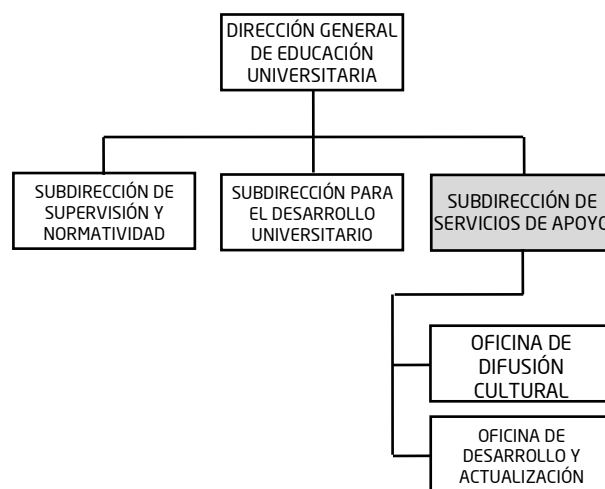 DIRECCIÓN GENERAL
DE EDUCACIÓN
UNIVERSITARIA
SUBDIRECCIÓN DE
SUPERVISIÓN Y
NORMATIVIDAD
SUBDIRECCIÓN PARA
EL DESARROLLO
UNIVERSITARIO
SUBDIRECCIÓN DE
SERVICIOS DE APOYO
OFICINA DE
DIFUSIÓN
CULTURAL
OFICINA DE
DESARROLLO Y
ACTUALIZACIÓN